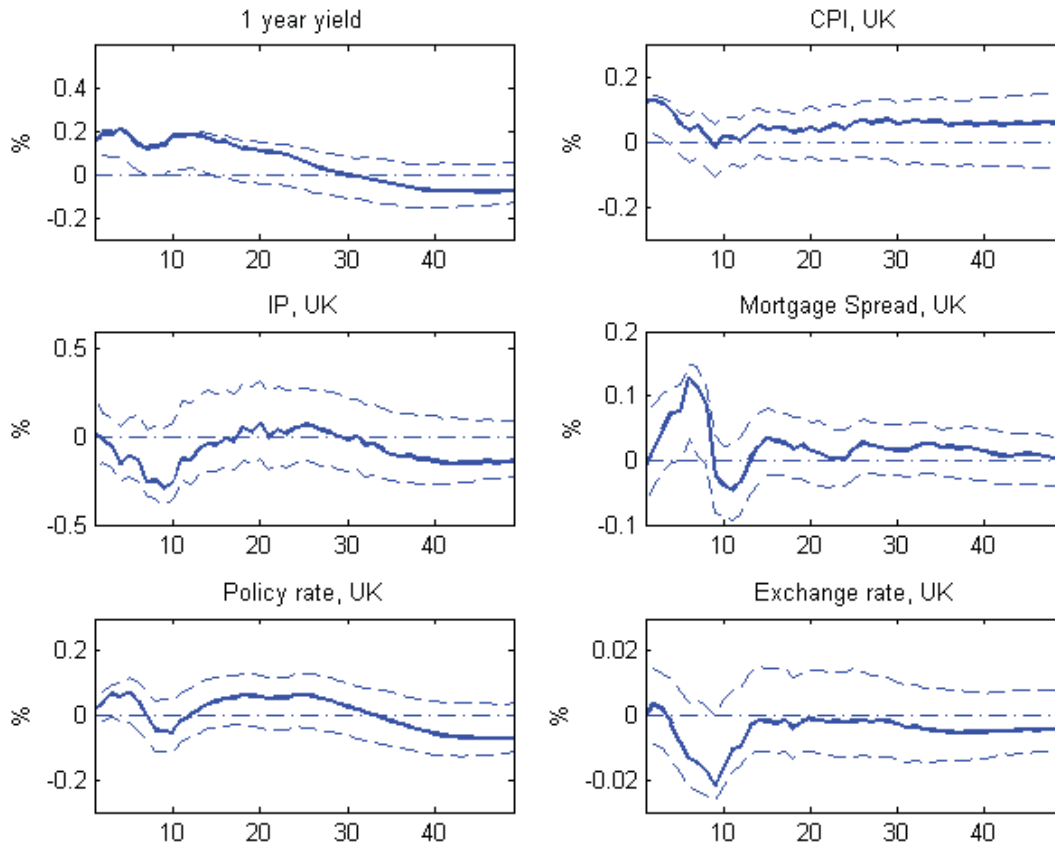 1 year yield
CPI, UK
%
0.4
0.2
0
-0.2
10 20 30 40
%
0.2
0
-0.2
10 20 30 40
IP, UK
Mortgage Spread, UK
%
0.5
0
-0.5
10 20 30 40
%
0.2
0.1
0
-0.1
10 20 30 40
Policy rate, UK
Exchange rate, UK
%
0.2
0
-0.2
10 20 30 40
%
0.02
0
-0.02
10 20 30 40